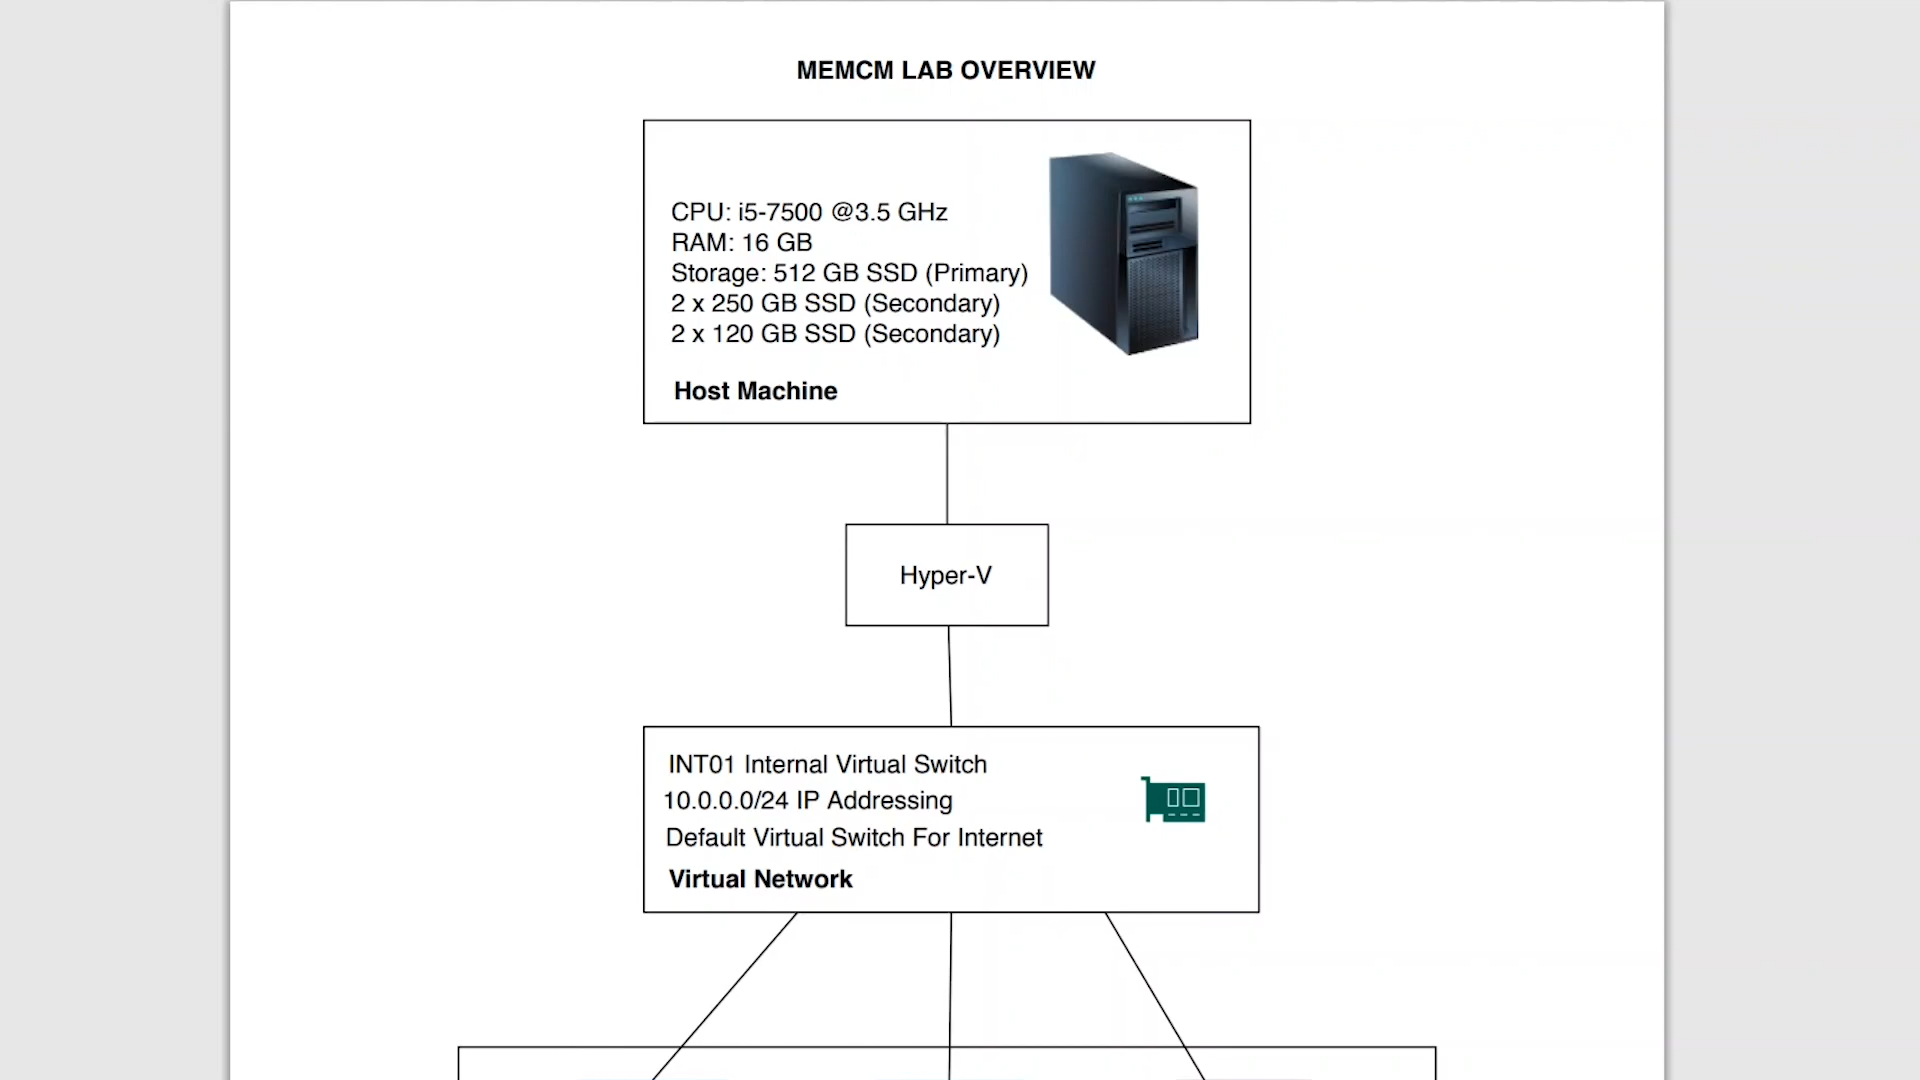 MEMCM LAB OVERVIEW
CPU: i5-7500 @3.5 GHz
RAM: 16 GB
Storage: 512 GB SSD (Primary)
2 x 250 GB SSD (Secondary)
2 x 120 GB SSD (Secondary)
Host Machine
Hyper-V
INT01 Internal Virtual Switch
10.0.0.0/24 IP Addressing
Default Virtual Switch For Internet
Virtual Network